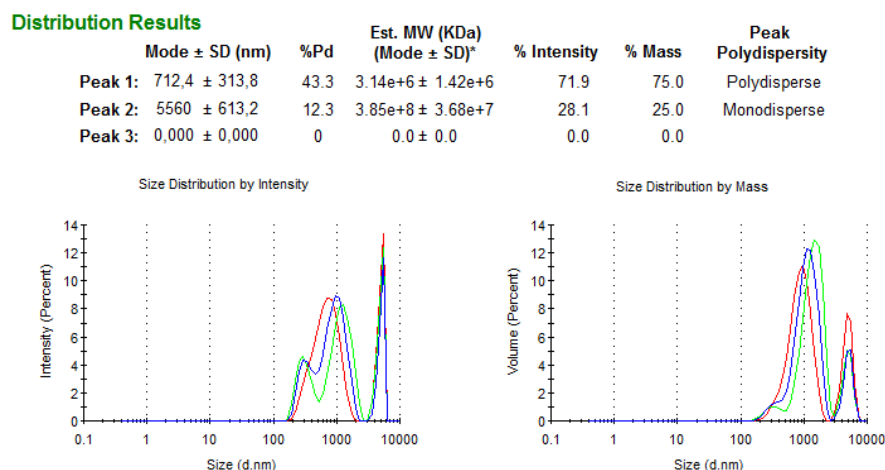 Distribution Results
Mode ± SD (nm) %Pd Est. MW (KDa) (Mode ± SD)* % Intensity % Mass Peak Polydispersity
Peak 1: 712,4 ± 313,8 43.3 3.14e+6 ± 1.42e+6 71.9 75.0 Polydisperse
Peak 2: 5560 ± 613,2 12.3 3.85e+8 ± 3.68e+7 28.1 25.0 Monodisperse
Peak 3: 0,000 ± 0,000 0 0.0 ± 0.0 0.0 0.0
Size Distribution by Intensity
14
12
10
8
6
4
2
0
Intensity (Percent)
0.1 1 10 100 1000 10000
Size (d.nm)
Size Distribution by Mass
14
12
10
8
6
4
2
0
Volume (Percent)
0.1 1 10 100 1000 10000
Size (d.nm)